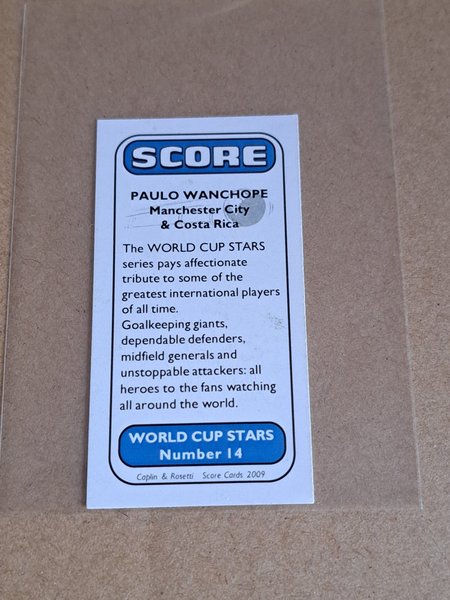 SCORE
PAULO WANCHOPE
Manchester City
& Costa Rica
The WORLD CUP STARS
series pays affectionate
tribute to some of the
greatest international players
of all time.
Goalkeeping giants,
dependable defenders,
midfield generals and
unstoppable attackers: all
heroes to the fans watching
all around the world.
WORLD CUP STARS
Number 14
Caplin & Rosetti Score Cards 2009